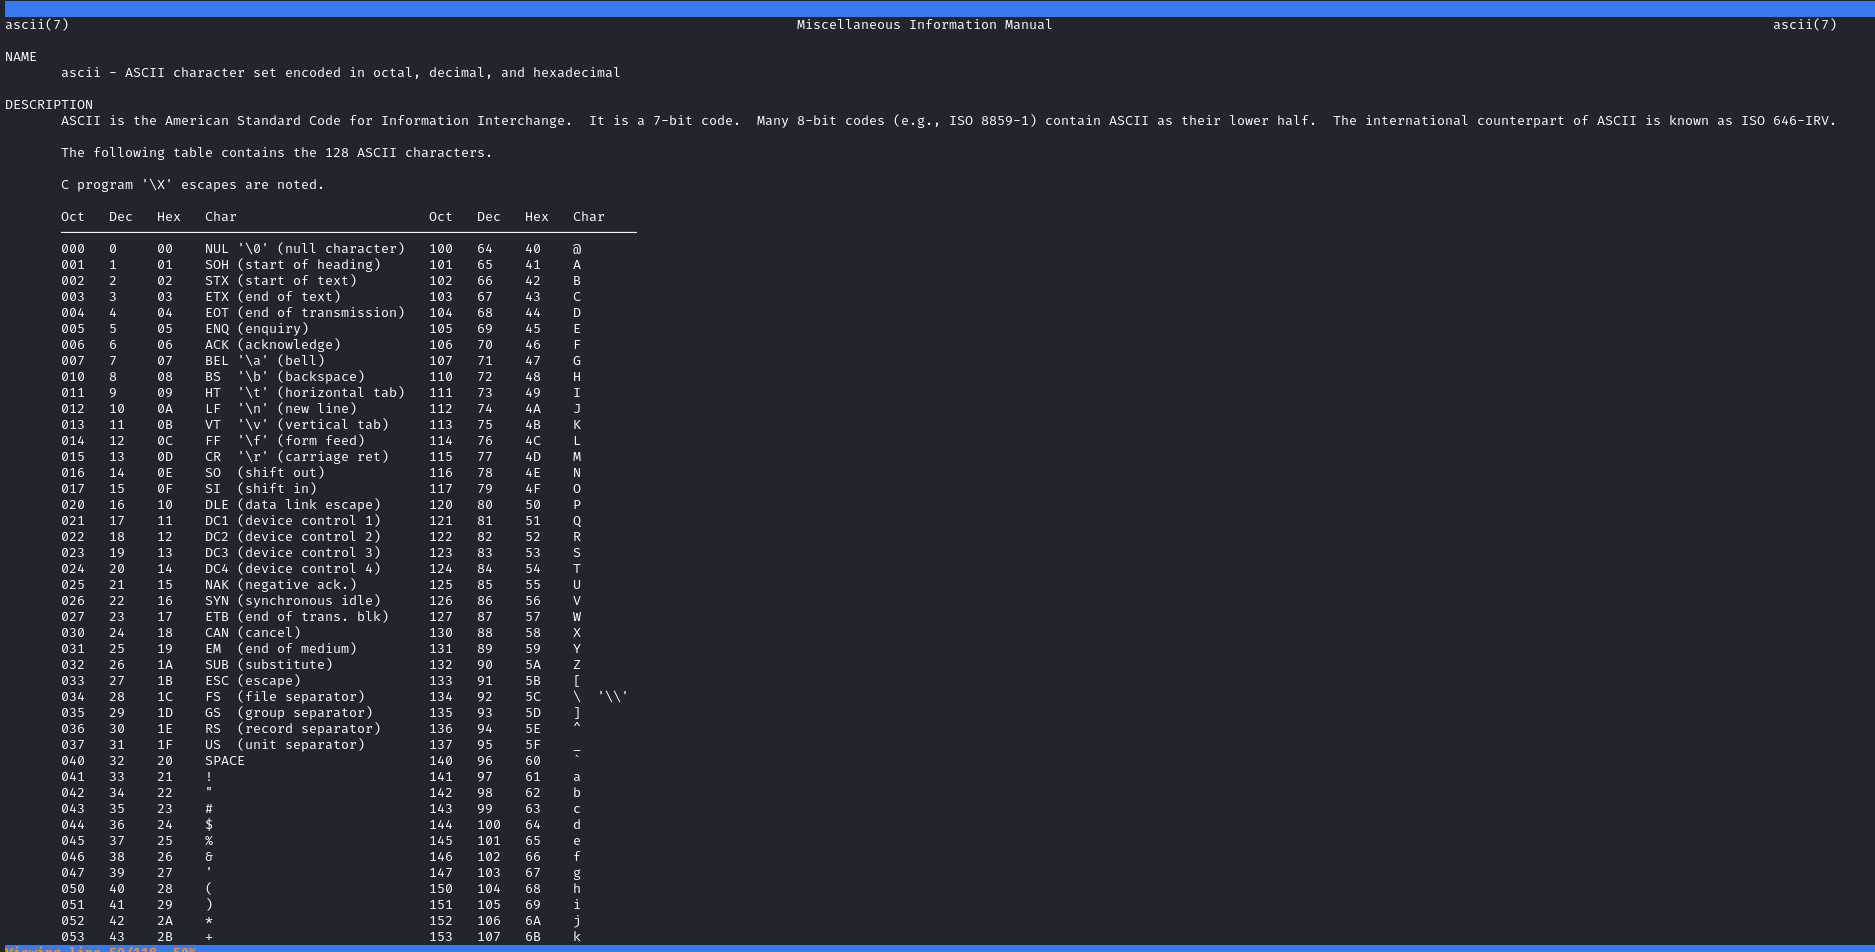 ascii(7) Miscellaneous Information Manual ascii(7)
NAME
ascii - ASCII character set encoded in octal, decimal, and hexadecimal
DESCRIPTION
ASCII is the American Standard Code for Information Interchange.  It is a 7-bit code.  Many 8-bit codes (e.g., ISO 8859-1) contain ASCII as their lower half.  The international counterpart of ASCII is known as ISO 646-IRV.
The following table contains the 128 ASCII characters.
C program '\X' escapes are noted.
Oct   Dec   Hex   Char                        Oct   Dec   Hex   Char
000   0     00    NUL '\0' (null character)   100   64    40    @
001   1     01    SOH (start of heading)      101   65    41    A
002   2     02    STX (start of text)         102   66    42    B
003   3     03    ETX (end of text)           103   67    43    C
004   4     04    EOT (end of transmission)   104   68    44    D
005   5     05    ENQ (enquiry)               105   69    45    E
006   6     06    ACK (acknowledge)           106   70    46    F
007   7     07    BEL '\a' (bell)             107   71    47    G
010   8     08    BS  '\b' (backspace)        110   72    48    H
011   9     09    HT  '\t' (horizontal tab)   111   73    49    I
012   10    0A    LF  '\n' (new line)         112   74    4A    J
013   11    0B    VT  '\v' (vertical tab)     113   75    4B    K
014   12    0C    FF  '\f' (form feed)        114   76    4C    L
015   13    0D    CR  '\r' (carriage ret)     115   77    4D    M
016   14    0E    SO  (shift out)             116   78    4E    N
017   15    0F    SI  (shift in)              117   79    4F    O
020   16    10    DLE (data link escape)      120   80    50    P
021   17    11    DC1 (device control 1)      121   81    51    Q
022   18    12    DC2 (device control 2)      122   82    52    R
023   19    13    DC3 (device control 3)      123   83    53    S
024   20    14    DC4 (device control 4)      124   84    54    T
025   21    15    NAK (negative ack.)         125   85    55    U
026   22    16    SYN (synchronous idle)      126   86    56    V
027   23    17    ETB (end of trans. blk)     127   87    57    W
030   24    18    CAN (cancel)                130   88    58    X
031   25    19    EM  (end of medium)         131   89    59    Y
032   26    1A    SUB (substitute)            132   90    5A    Z
033   27    1B    ESC (escape)                133   91    5B    [
034   28    1C    FS  (file separator)        134   92    5C    \  '\\'
035   29    1D    GS  (group separator)       135   93    5D    ]
036   30    1E    RS  (record separator)      136   94    5E    ^
037   31    1F    US  (unit separator)        137   95    5F    _
040   32    20    SPACE                       140   96    60    `
041   33    21    !                           141   97    61    a
042   34    22    "                           142   98    62    b
043   35    23    #                           143   99    63    c
044   36    24    $                           144   100   64    d
045   37    25    %                           145   101   65    e
046   38    26    &                           146   102   66    f
047   39    27    '                           147   103   67    g
050   40    28    (                           150   104   68    h
051   41    29    )                           151   105   69    i
052   42    2A    *                           152   106   6A    j
053   43    2B    +                           153   107   6B    k
Viewing line 50/118, 50%